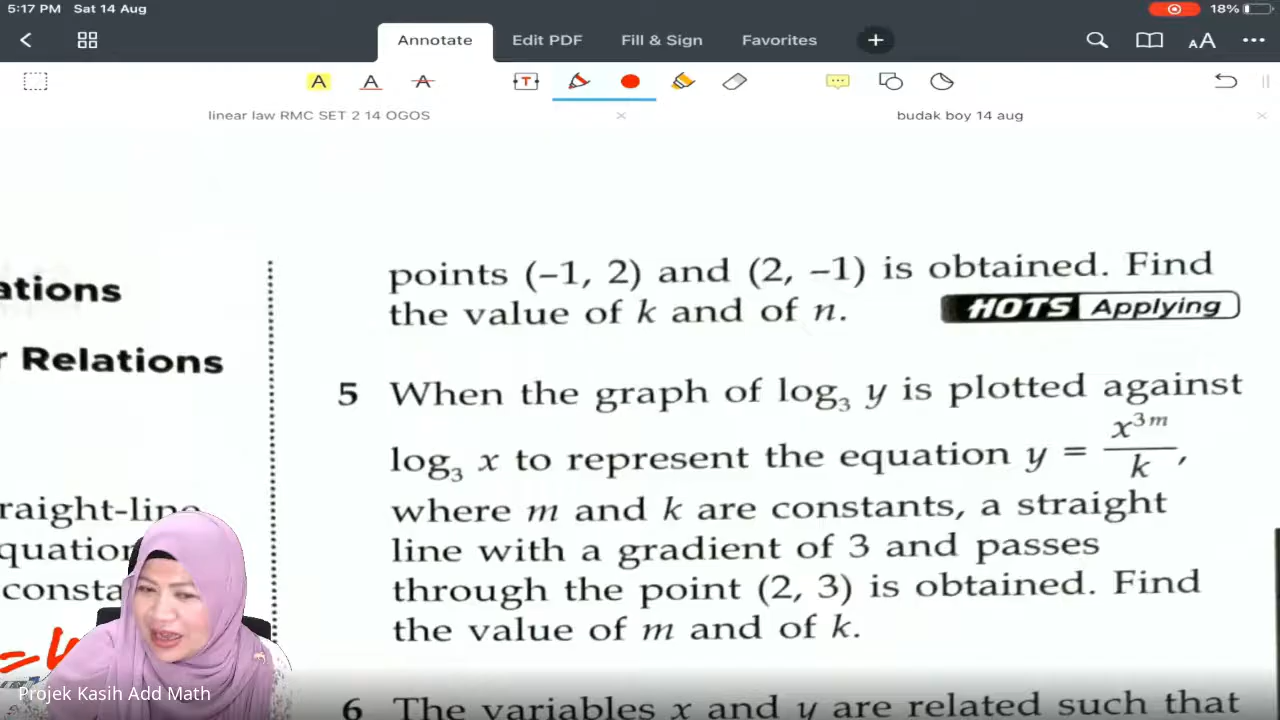 5:17 PM Sat 14 Aug
18%
Annotate
Edit PDF
Fill & Sign
Favorites
linear law RMC SET 2 14 OGOS
budak boy 14 aug
ations
r Relations
raight-line
quation
consta
points (–1, 2) and (2, –1) is obtained. Find
the value of k and of n.
HOTS Applying
5 When the graph of log₃ y is plotted against
log₃ x to represent the equation y = x^{3m}/k,
where m and k are constants, a straight
line with a gradient of 3 and passes
through the point (2, 3) is obtained. Find
the value of m and of k.
6 The variables x and y are related such that
Projek Kasih Add Math